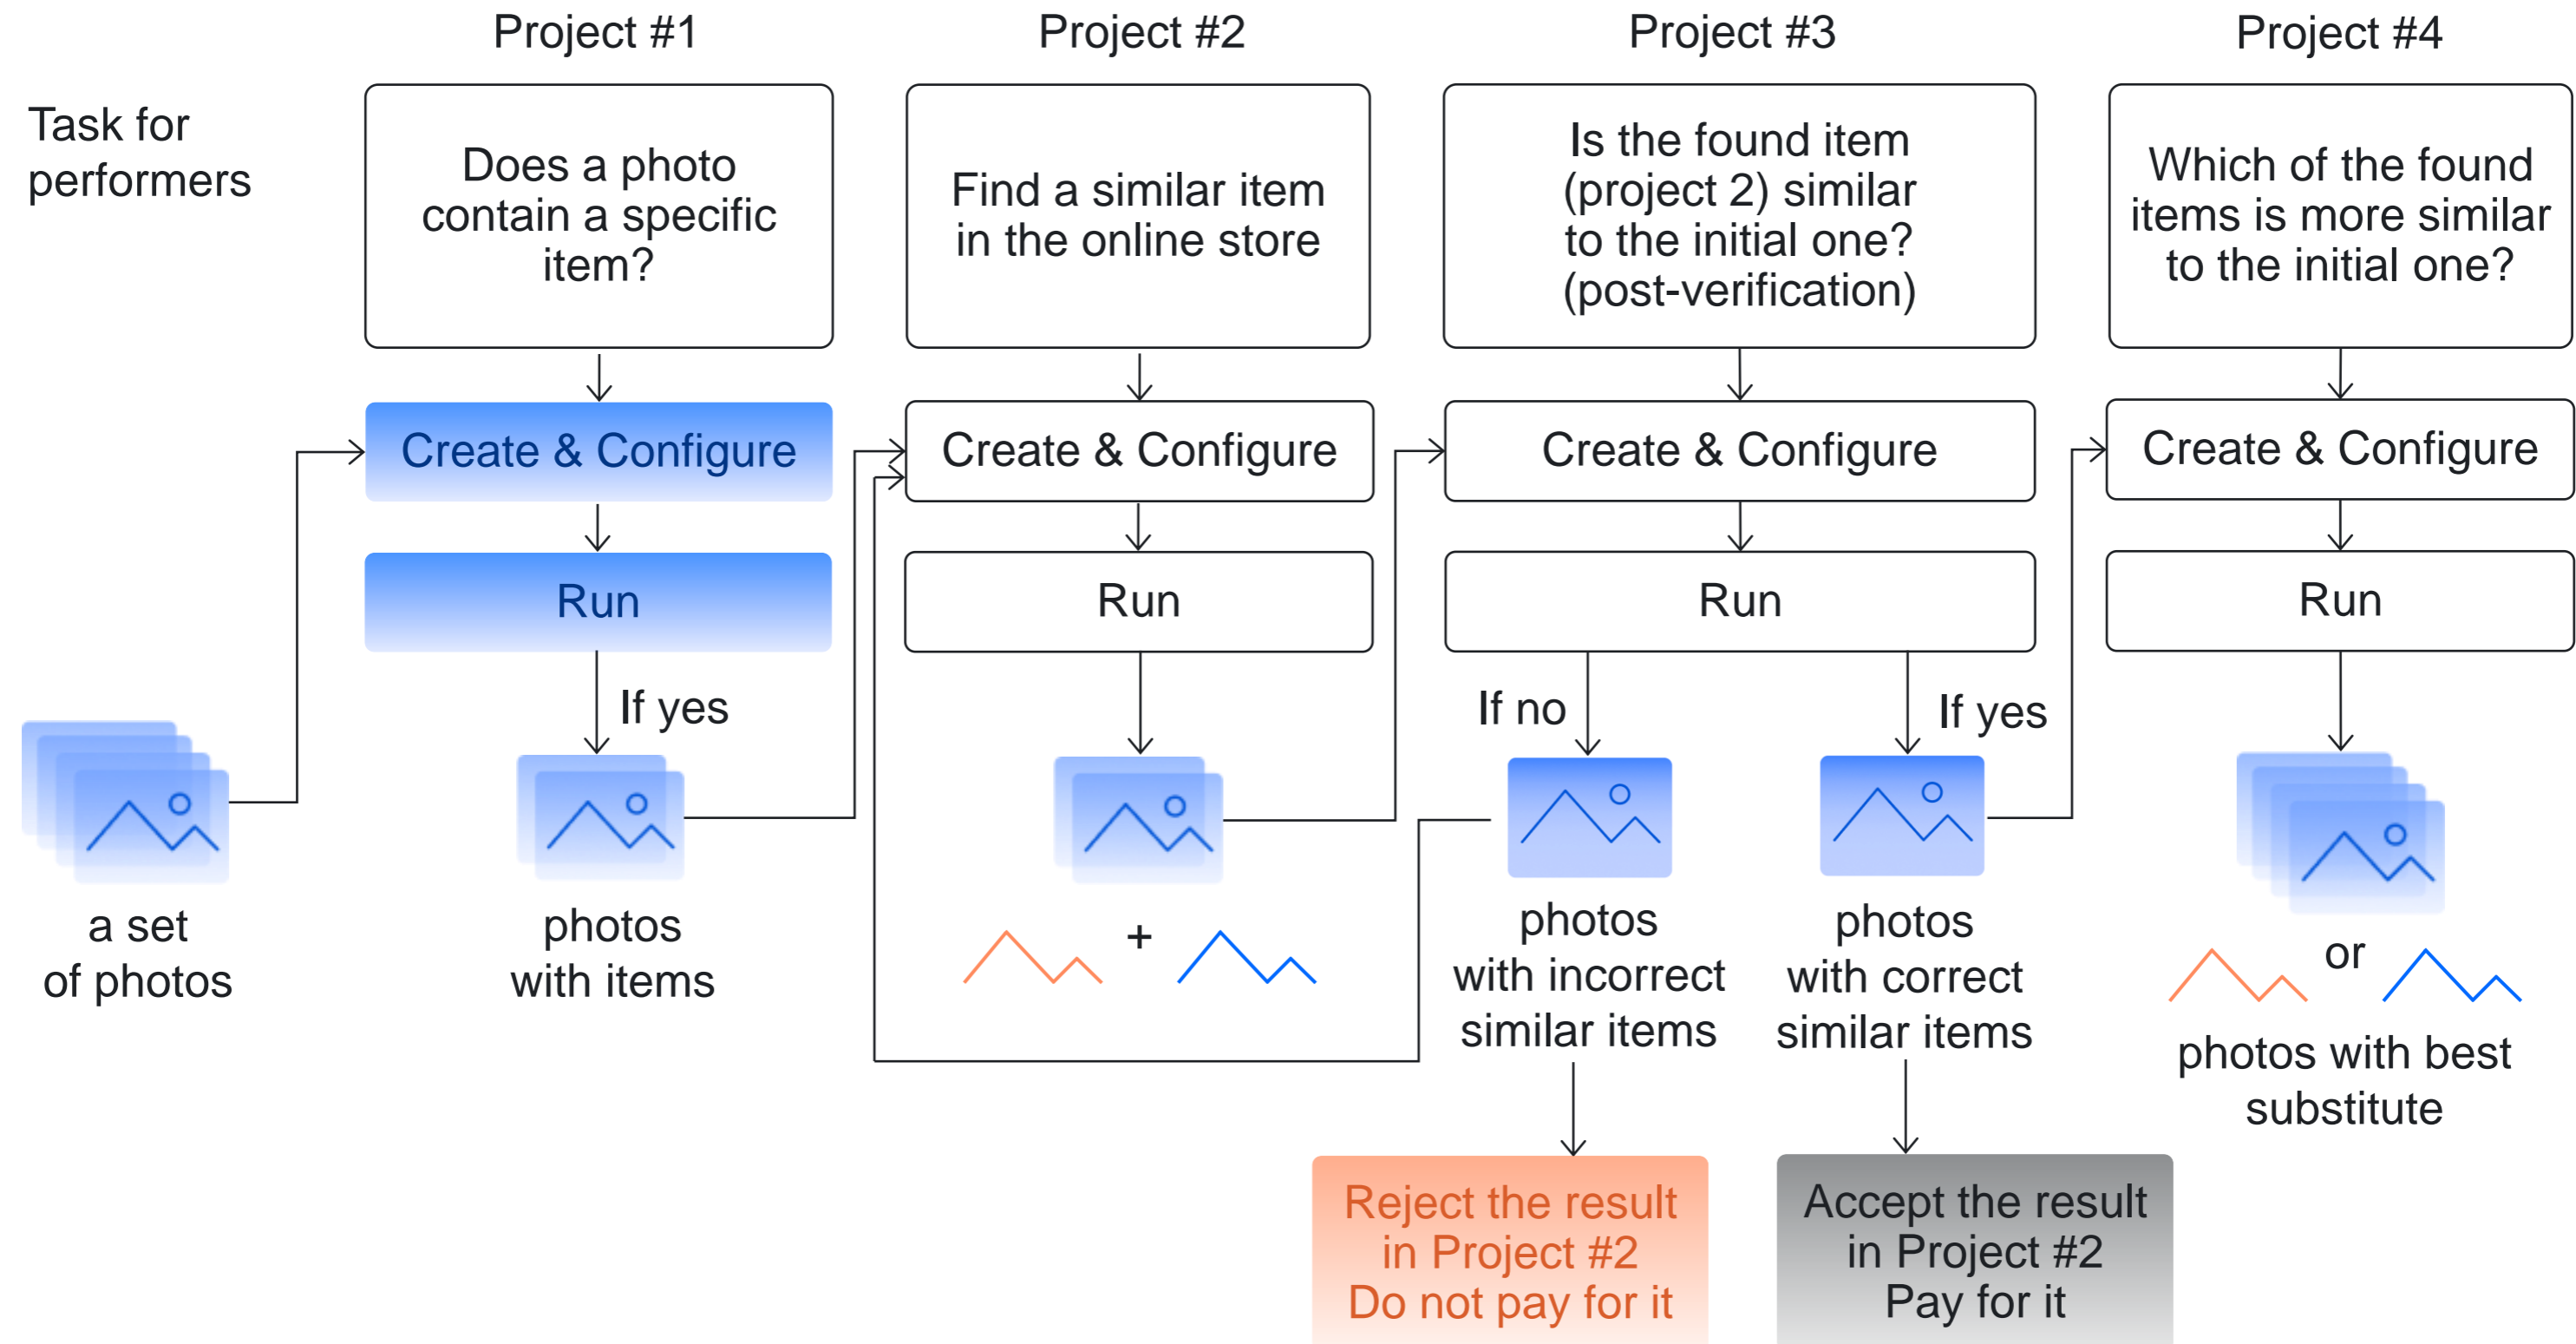 Project #1
Project #2
Project #3
Project #4
Task for
performers
Does a photo
contain a specific
item?
Find a similar item
in the online store
Is the found item
(project 2) similar
to the initial one?
(post-verification)
Which of the found
items is more similar
to the initial one?
Create & Configure
Create & Configure
Create & Configure
Create & Configure
Run
Run
Run
Run
If yes
If no
If yes
a set
of photos
photos
with items
+
photos
with incorrect
similar items
photos
with correct
similar items
or
photos with best
substitute
Reject the result
in Project #2
Do not pay for it
Accept the result
in Project #2
Pay for it